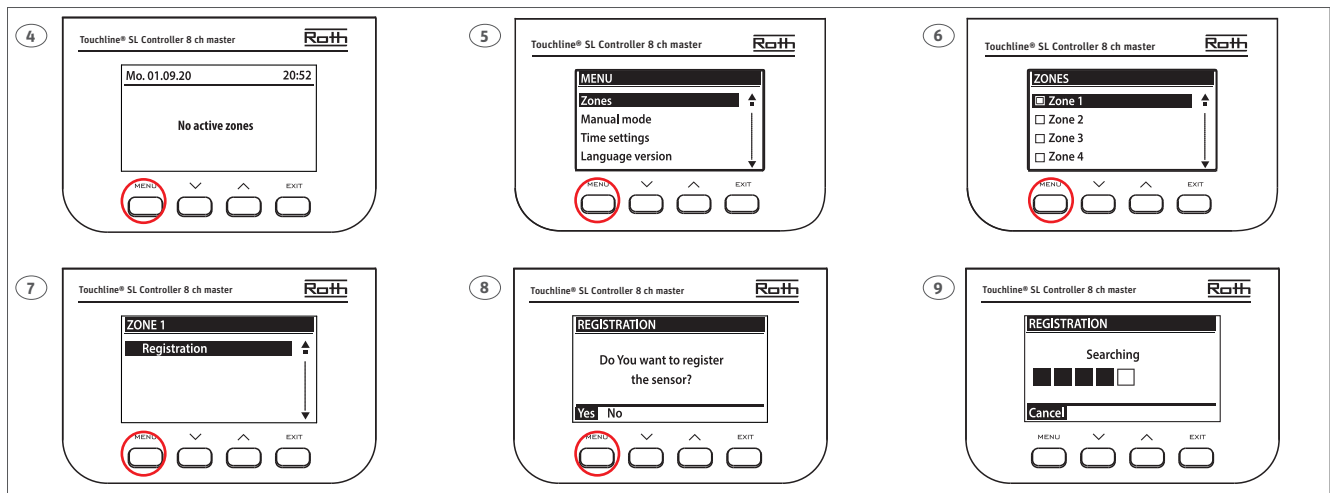 4
Touchline® SL Controller 8 ch master Roth
Mo. 01.09.20 20:52
No active zones
MENU EXIT
5
Touchline® SL Controller 8 ch master Roth
MENU
Zones
Manual mode
Time settings
Language version
MENU EXIT
6
Touchline® SL Controller 8 ch master Roth
ZONES
Zone 1
Zone 2
Zone 3
Zone 4
MENU EXIT
7
Touchline® SL Controller 8 ch master Roth
ZONE 1
Registration
MENU EXIT
8
Touchline® SL Controller 8 ch master Roth
REGISTRATION
Do You want to register
the sensor?
Yes No
MENU EXIT
9
Touchline® SL Controller 8 ch master Roth
REGISTRATION
Searching
Cancel
MENU EXIT